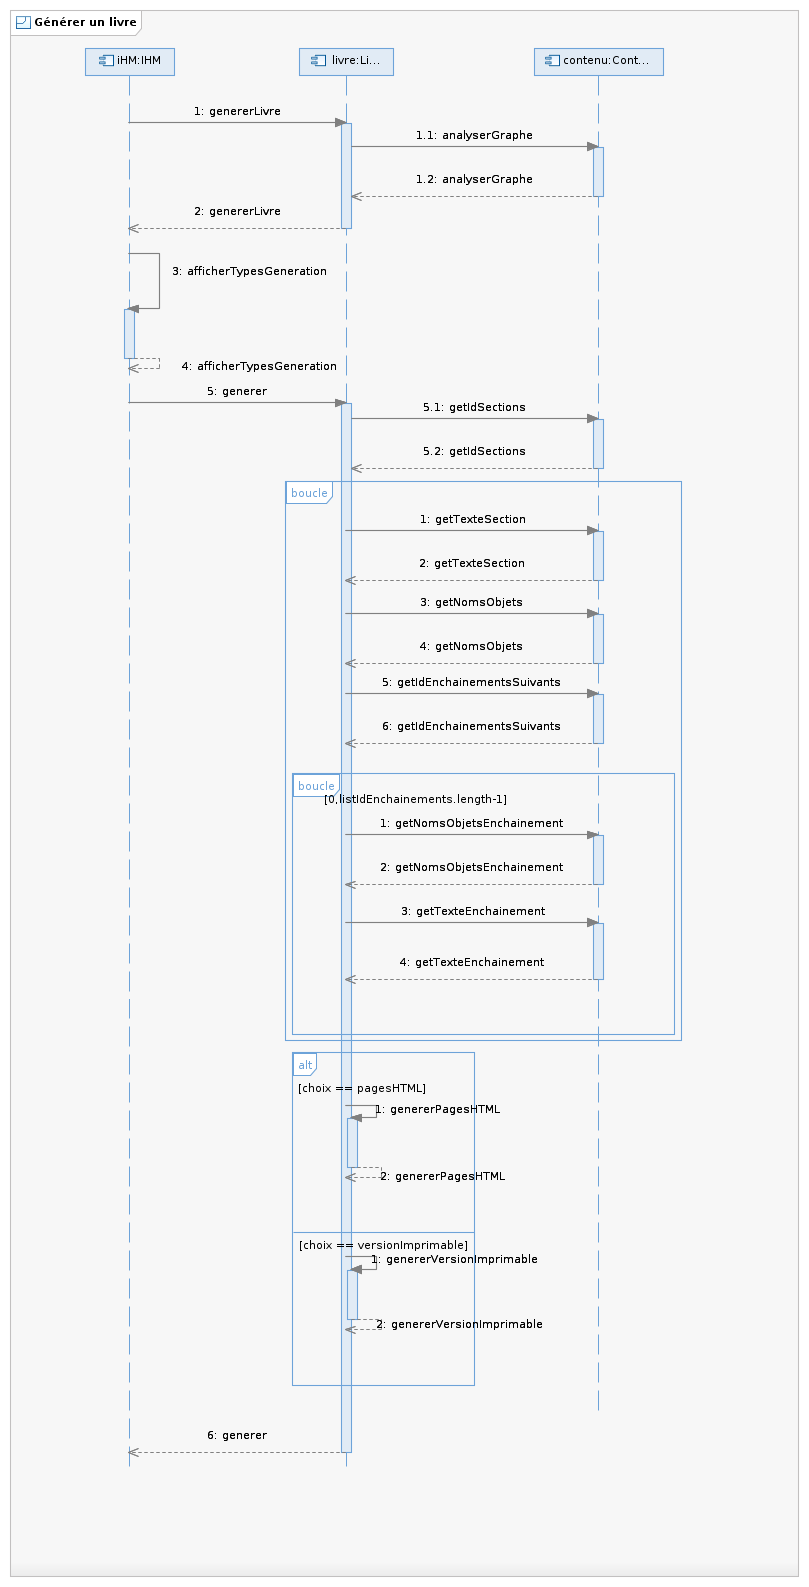 Générer un livre
iHM:IHM
livre:Li...
contenu:Cont...
1: genererLivre
1.1: analyserGraphe
1.2: analyserGraphe
2: genererLivre
3: afficherTypesGeneration
4: afficherTypesGeneration
5: generer
5.1: getIdSections
5.2: getIdSections
boucle
1: getTexteSection
2: getTexteSection
3: getNomsObjets
4: getNomsObjets
5: getIdEnchainementsSuivants
6: getIdEnchainementsSuivants
boucle
[0,listIdEnchainements.length-1]
1: getNomsObjetsEnchainement
2: getNomsObjetsEnchainement
3: getTexteEnchainement
4: getTexteEnchainement
alt
[choix == pagesHTML]
1: genererPagesHTML
2: genererPagesHTML
[choix == versionImprimable]
1: genererVersionImprimable
2: genererVersionImprimable
6: generer